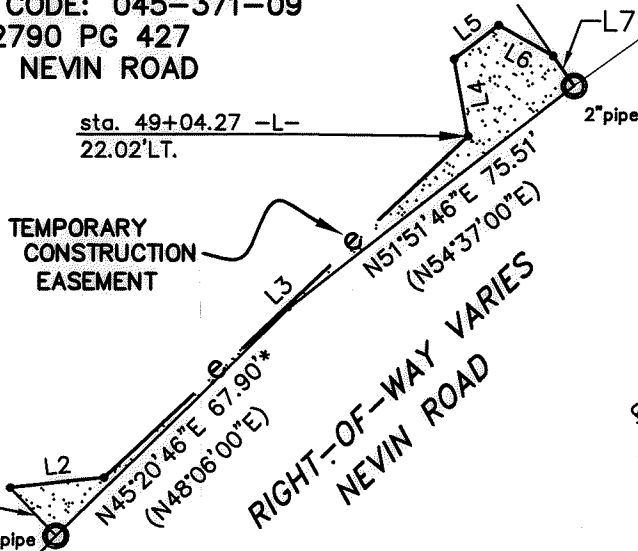 CODE: 045-371-09
2790 PG 427
NEVIN ROAD
L5
L6
L7
L4
2"pipe
sta. 49+04.27 -L-
22.02'LT.
TEMPORARY
CONSTRUCTION
EASEMENT
e
N51°51'46"E 75.51'
(N54°37'00"E)
L3
e
N45°20'46"E 67.90'*
(N48°06'00"E)
RIGHT-OF-WAY VARIES
NEVIN ROAD
L2
pipe